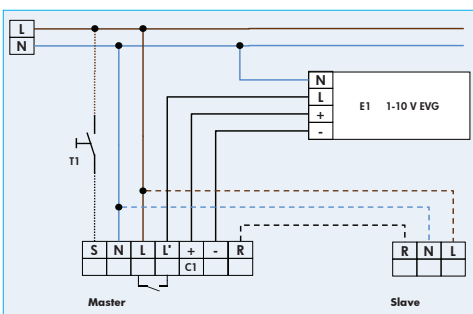 L
N
N
L
+
-
E1 1-10 V EVG
T1
S N L L' + - R
C1
R N L
Master
Slave